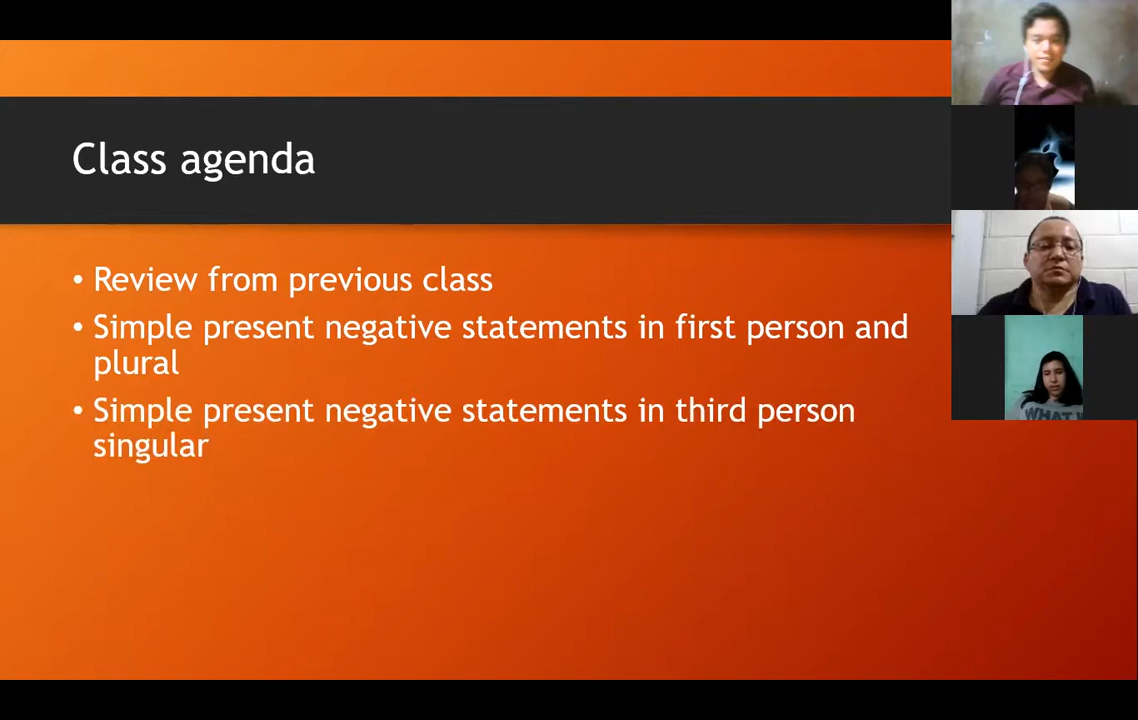 Class agenda
• Review from previous class
• Simple present negative statements in first person and
plural
• Simple present negative statements in third person
singular
WHAT